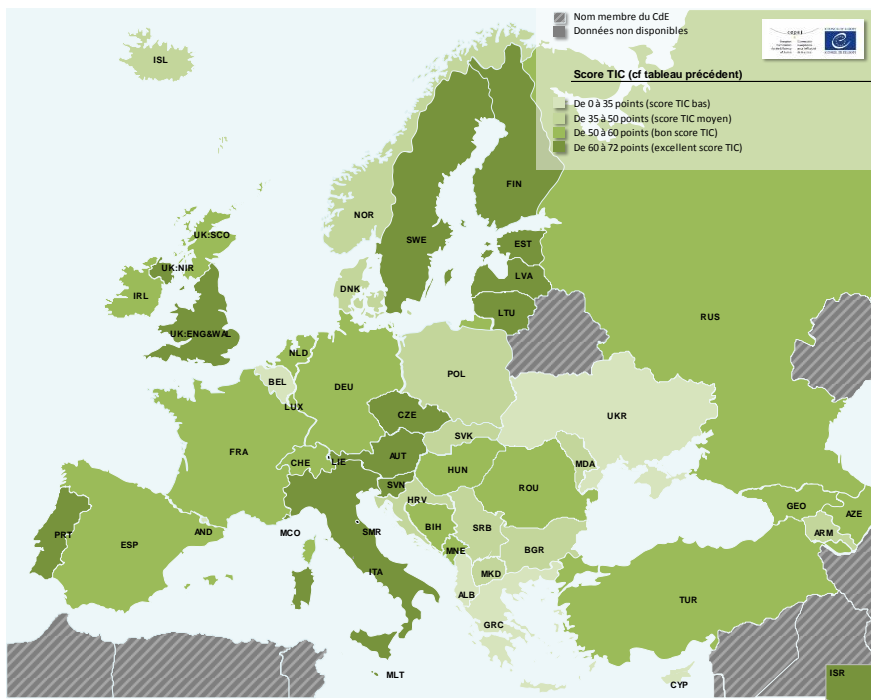 Nom membre du CdE
Données non disponibles
cepej
Score TIC (cf tableau précédent)
De 0 à 35 points (score TIC bas)
De 35 à 50 points (score TIC moyen)
De 50 à 60 points (bon score TIC)
De 60 à 72 points (excellent score TIC)
ISL
NOR
SWE
FIN
UK:SCO
UK:NIR
IRL
UK:ENG&WAL
DNK
EST
LVA
LTU
RUS
NLD
BEL
LUX
DEU
POL
UKR
CZE
SVK
FRA
CHE
LIE
AUT
HUN
MDA
SVN
ROU
HRV
GEO
AZE
ARM
PRT
ESP
AND
MCO
SMR
BIH
SRB
BGR
MNE
MKD
ITA
ALB
TUR
GRC
MLT
CYP
ISR